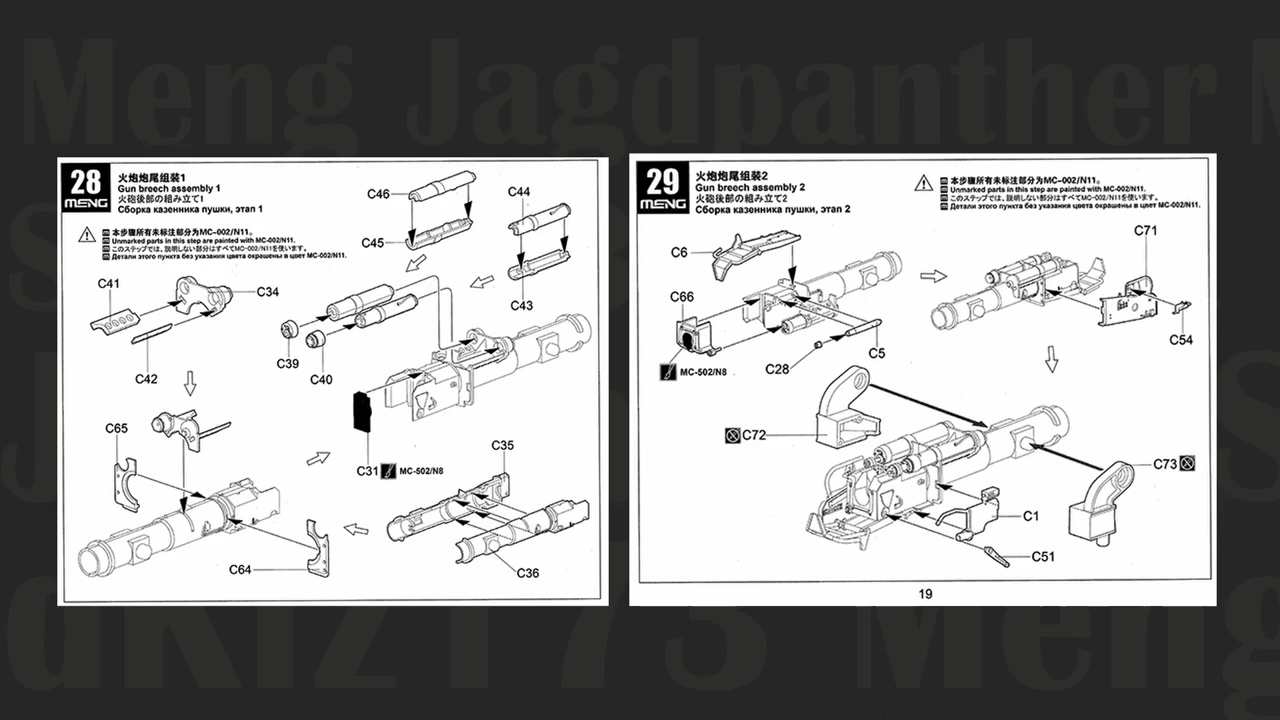 Meng Jagdpanther
28
MENG
火炮炮尾组装1
Gun breech assembly 1
火砲後部の組み立て1
Сборка казенника пушки, этап 1
本步骤所有未标注部分为MC-002/N11。
Unmarked parts in this step are painted with MC-002/N11.
このステップでは、説明しない部分はすべてMC-002/N11を使います。
Детали этого пункта без указания цвета окрашены в цвет MC-002/N11.
C46
C44
C45
C43
C41
C34
C42
C39
C40
C65
C31
MC-502/N8
C35
C64
C36
29
MENG
火炮炮尾组装2
Gun breech assembly 2
火砲後部の組み立て2
Сборка казенника пушки, этап 2
本步骤所有未标注部分为MC-002/N11。
Unmarked parts in this step are painted with MC-002/N11.
このステップでは、説明しない部分はすべてMC-002/N11を使います。
Детали этого пункта без указания цвета окрашены в цвет MC-002/N11.
C6
C71
C66
C5
C54
C28
MC-502/N8
C72
C73
C1
C51
19
Meng